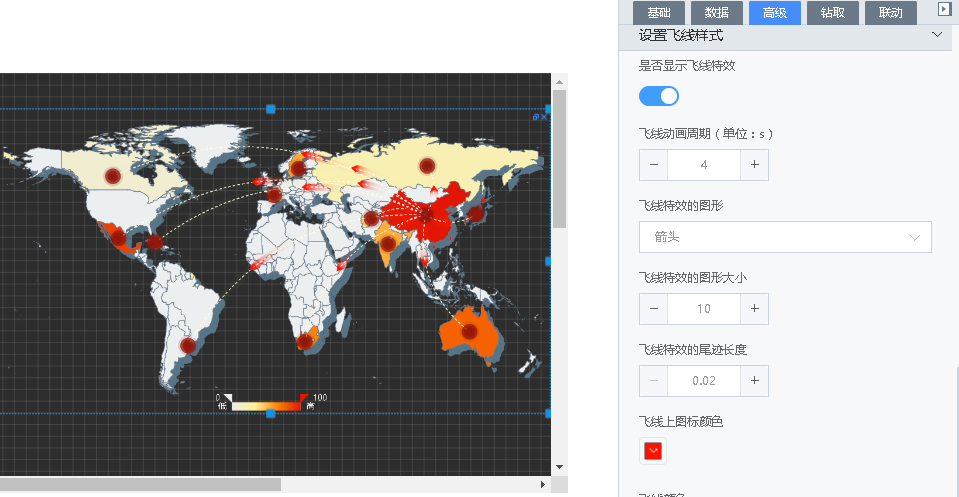 基础 数据 高级 钻取 联动
设置飞线样式
是否显示飞线特效
飞线动画周期（单位：s）
− 4 +
飞线特效的图形
箭头
飞线特效的图形大小
− 10 +
飞线特效的尾迹长度
− 0.02 +
飞线上图标颜色
0 100
低 高